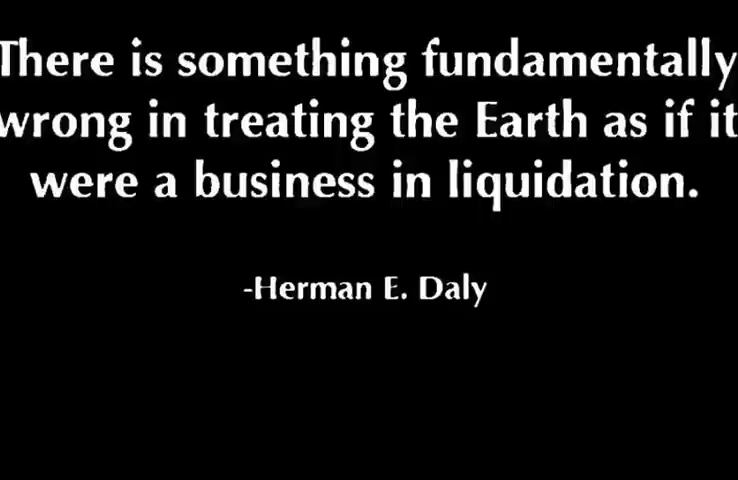 There is something fundamentally
wrong in treating the Earth as if it
were a business in liquidation.
-Herman E. Daly